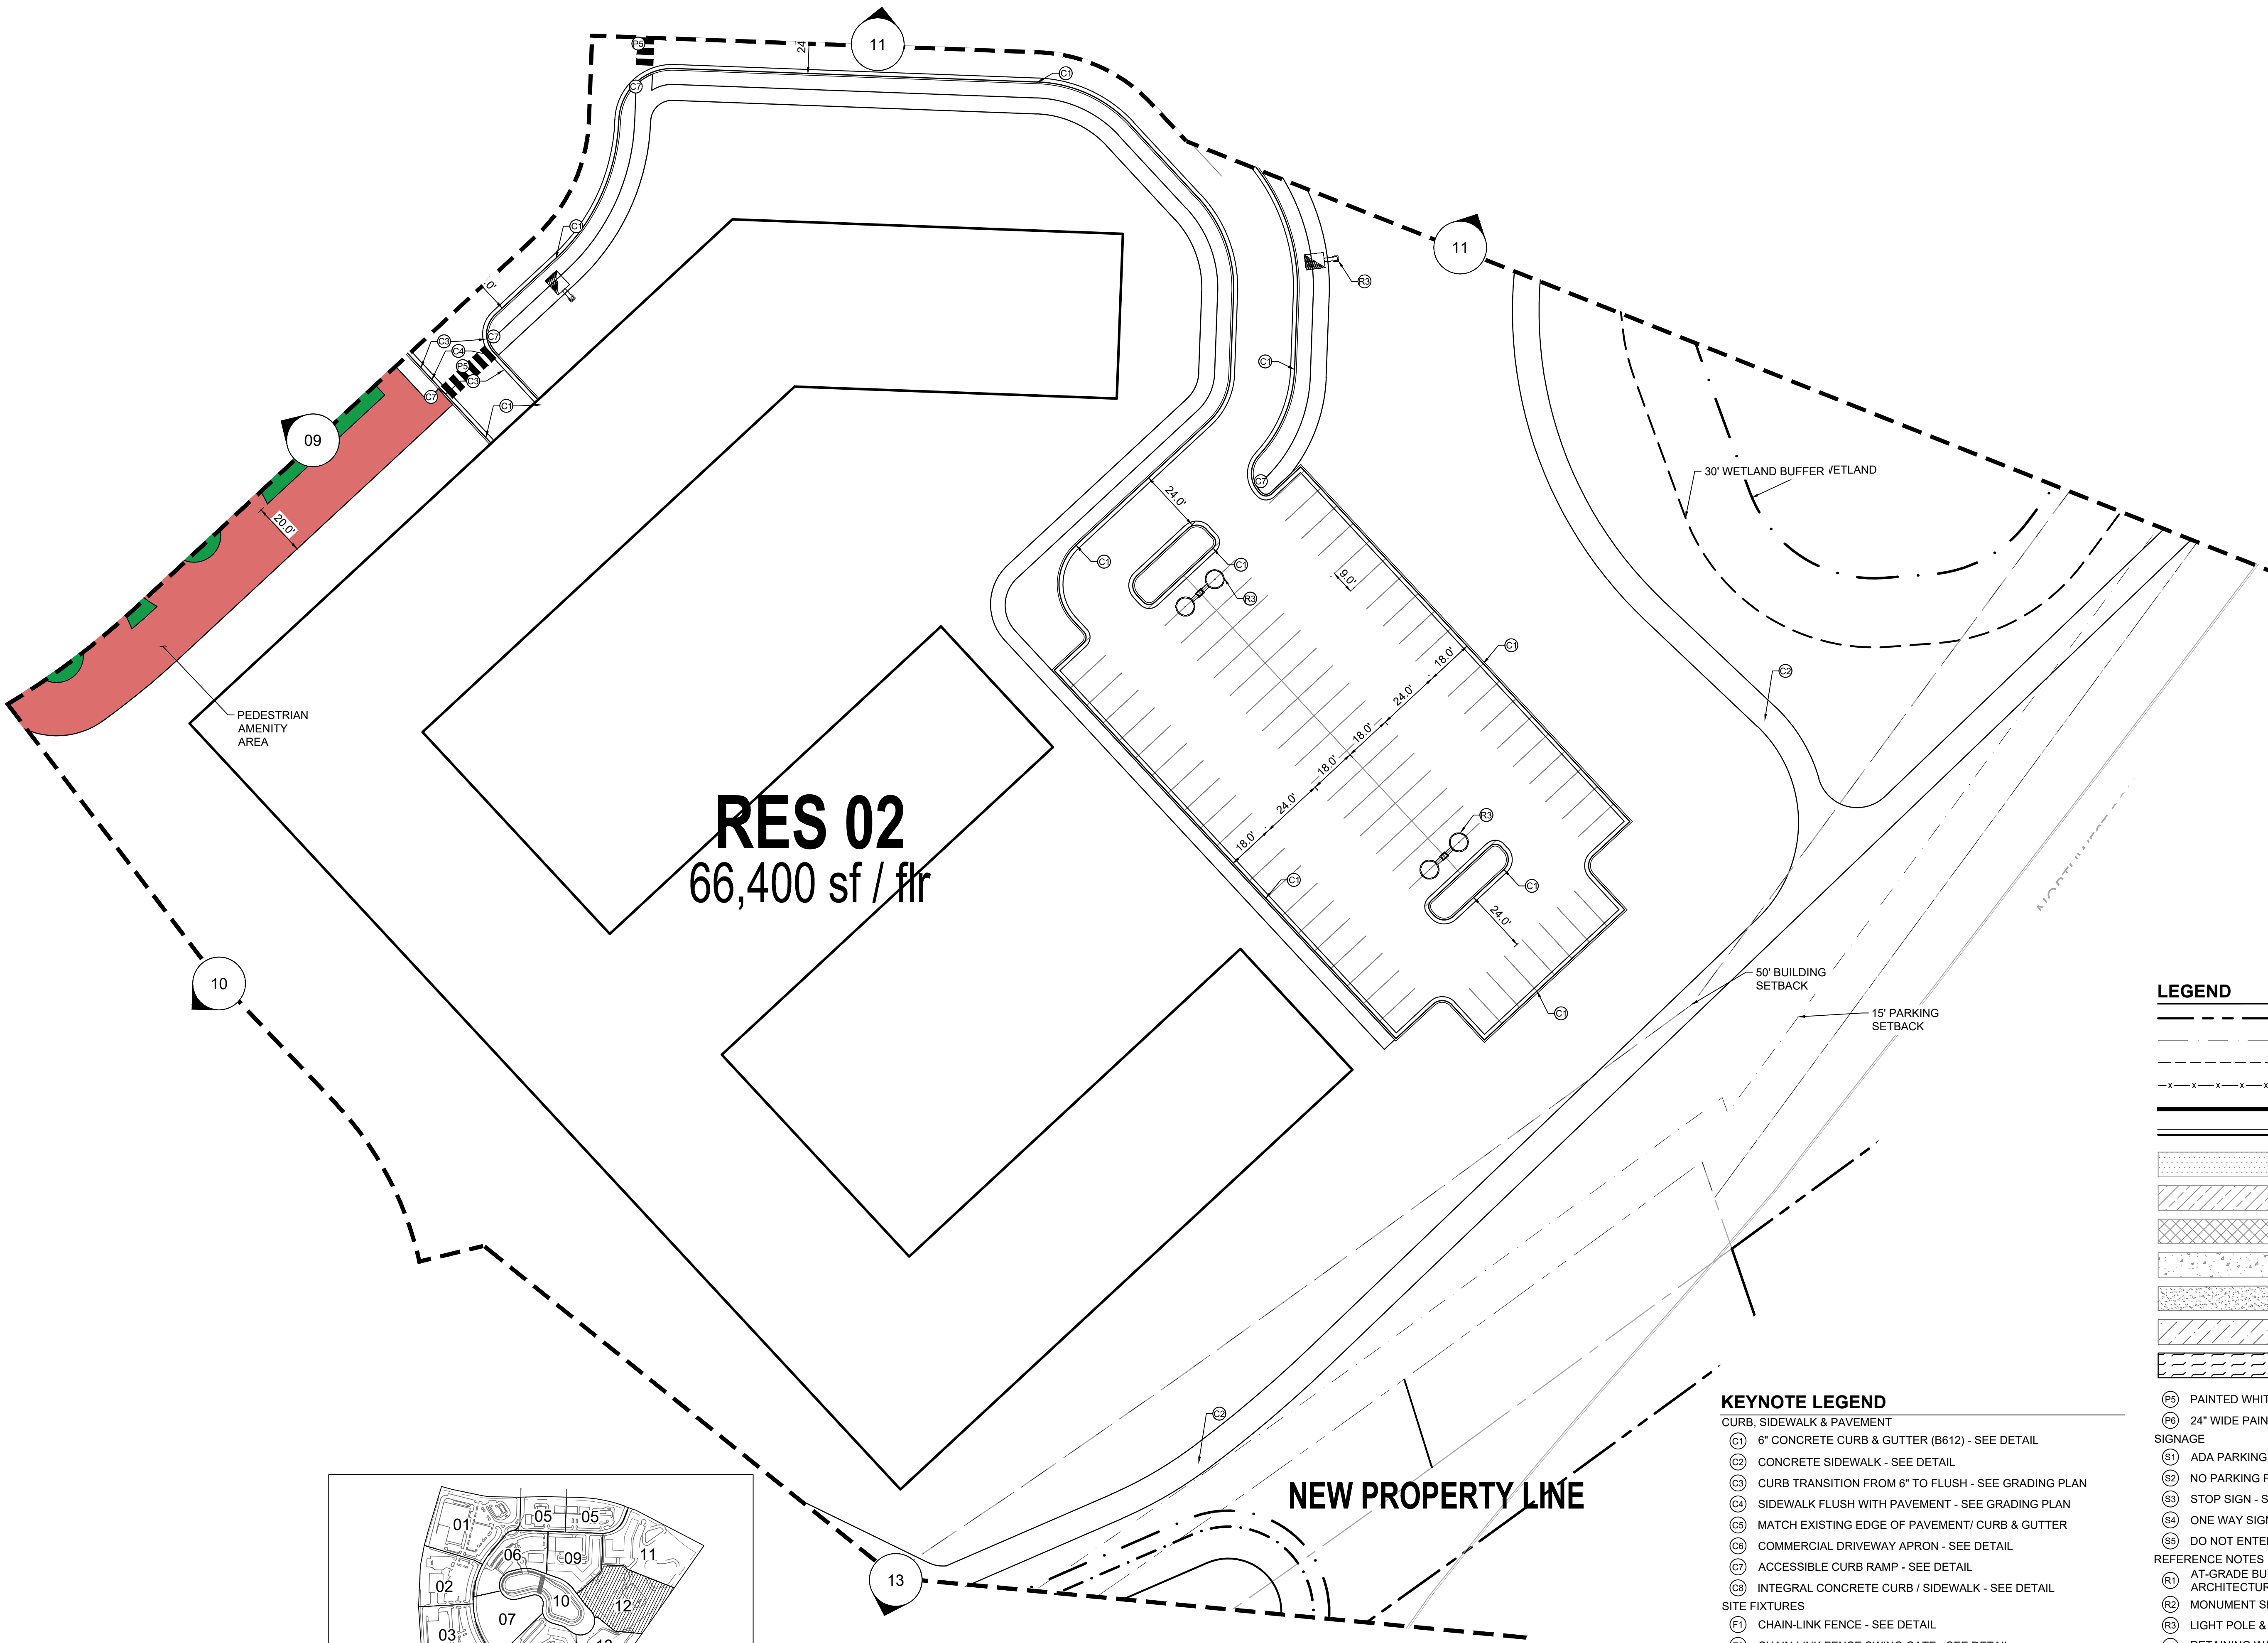 11
P5
24
C1
C7
11
C1
R3
.0'
C7
C3
C4
P5
C3
C7
C1
C1
09
20.0'
30' WETLAND BUFFER
C7
24.0'
C1
C1
R3
9.0'
C1
C2
18.0'
24.0'
18.0'
18.0'
24.0'
18.0'
PEDESTRIAN
AMENITY
AREA
RES 02
66,400 sf / flr
R3
C1
C1
24.0'
C1
10
50' BUILDING
SETBACK
15' PARKING
SETBACK
C2
NEW PROPERTY LINE
13
01
05
05
06
09
11
02
10
12
07
03
13
KEYNOTE LEGEND
CURB, SIDEWALK & PAVEMENT
C1 6" CONCRETE CURB & GUTTER (B612) - SEE DETAIL
C2 CONCRETE SIDEWALK - SEE DETAIL
C3 CURB TRANSITION FROM 6" TO FLUSH - SEE GRADING PLAN
C4 SIDEWALK FLUSH WITH PAVEMENT - SEE GRADING PLAN
C5 MATCH EXISTING EDGE OF PAVEMENT/ CURB & GUTTER
C6 COMMERCIAL DRIVEWAY APRON - SEE DETAIL
C7 ACCESSIBLE CURB RAMP - SEE DETAIL
C8 INTEGRAL CONCRETE CURB / SIDEWALK - SEE DETAIL
SITE FIXTURES
F1 CHAIN-LINK FENCE - SEE DETAIL
CHAIN-LINK FENCE SWING GATE - SEE DETAIL
LEGEND
x x x x x
P5 PAINTED WHIT
P6 24" WIDE PAIN
SIGNAGE
S1 ADA PARKING
S2 NO PARKING F
S3 STOP SIGN - S
S4 ONE WAY SIGN
S5 DO NOT ENTE
REFERENCE NOTES
R1 AT-GRADE BU
ARCHITECTUR
R2 MONUMENT S
R3 LIGHT POLE &